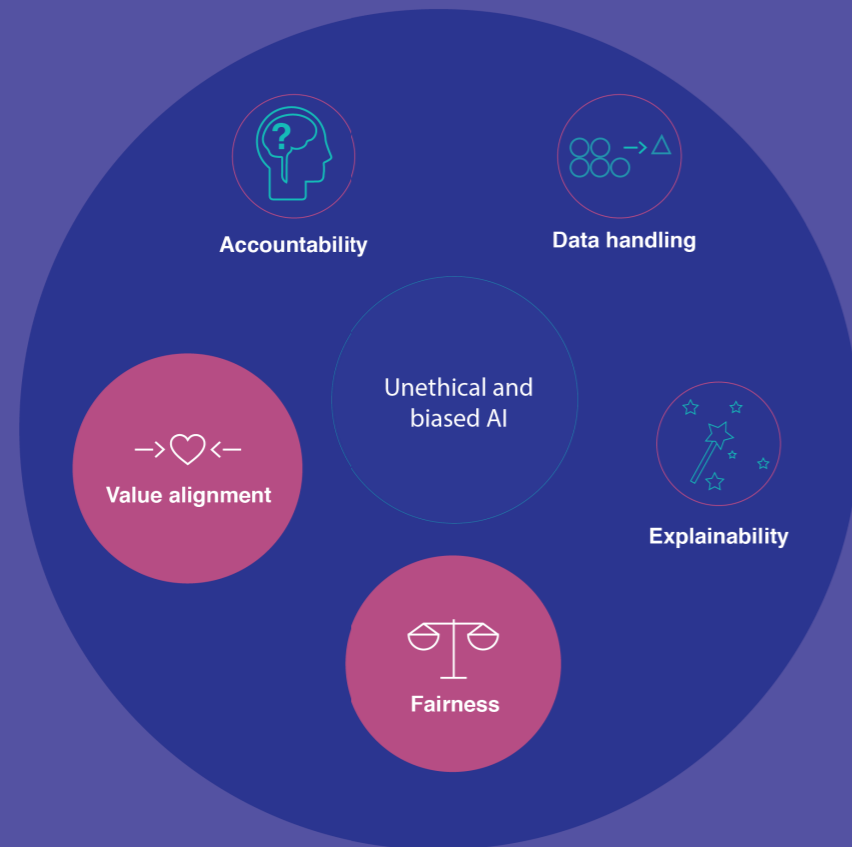 ?
Accountability
Data handling
Unethical and
biased AI
Value alignment
Explainability
Fairness